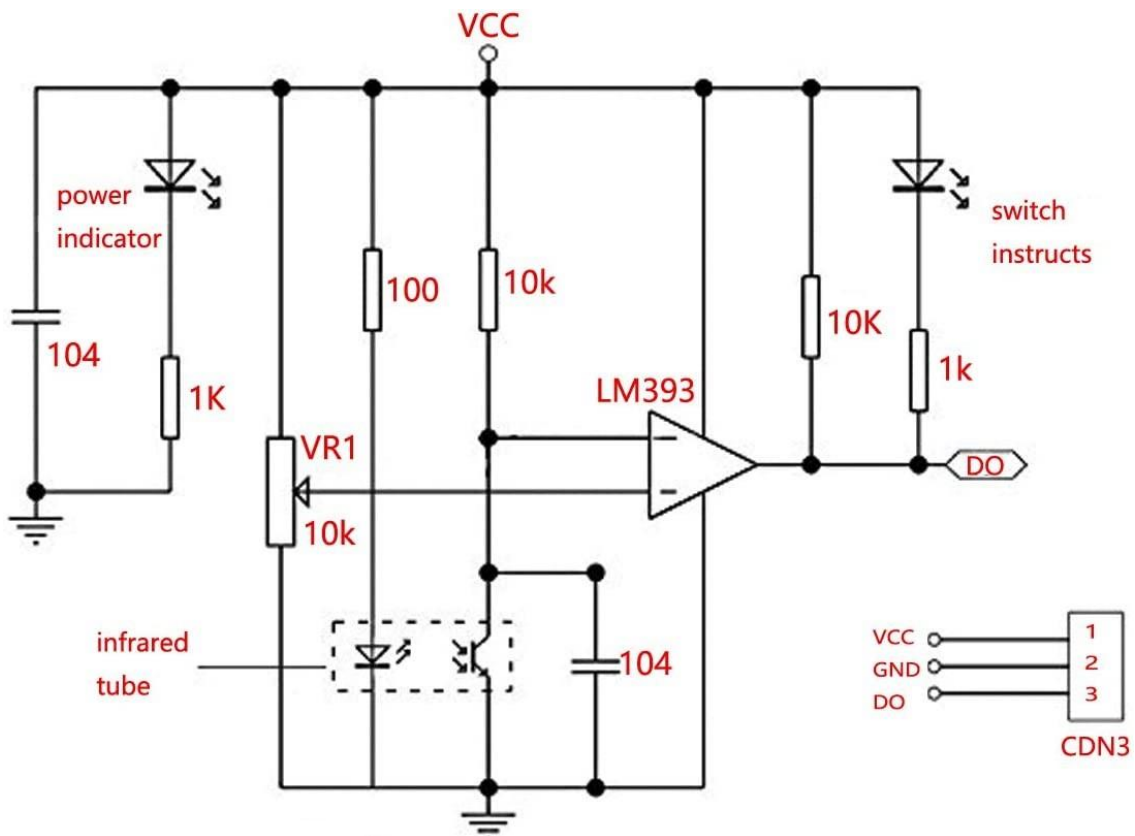 VCC
power
indicator
switch
instructs
100
10k
10K
104
1K
1k
LM393
VR1
DO
10k
infrared
tube
104
VCC
GND
DO
1
2
3
CDN3